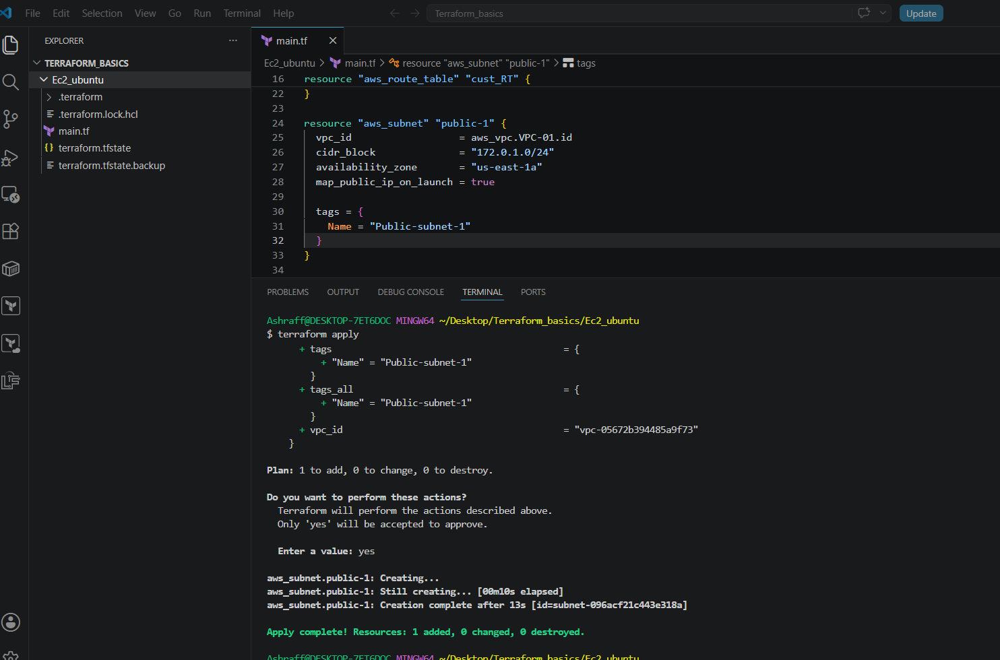 File Edit Selection View Go Run Terminal Help
Terraform_basics
Update
EXPLORER
TERRAFORM_BASICS
Ec2_ubuntu
.terraform
.terraform.lock.hcl
main.tf
terraform.tfstate
terraform.tfstate.backup
main.tf
Ec2_ubuntu > main.tf > resource "aws_subnet" "public-1" > tags
16 resource "aws_route_table" "cust_RT" {
22 }
23
24 resource "aws_subnet" "public-1" {
25   vpc_id                  = aws_vpc.VPC-01.id
26   cidr_block              = "172.0.1.0/24"
27   availability_zone       = "us-east-1a"
28   map_public_ip_on_launch = true
29
30   tags = {
31     Name = "Public-subnet-1"
32   }
33 }
34
PROBLEMS OUTPUT DEBUG CONSOLE TERMINAL PORTS
Ashraff@DESKTOP-7ET6DOC MINGW64 ~/Desktop/Terraform_basics/Ec2_ubuntu
$ terraform apply
      + tags                                           = {
          + "Name" = "Public-subnet-1"
        }
      + tags_all                                       = {
          + "Name" = "Public-subnet-1"
        }
      + vpc_id                                         = "vpc-05672b394485a9f73"
    }
Plan: 1 to add, 0 to change, 0 to destroy.
Do you want to perform these actions?
  Terraform will perform the actions described above.
  Only 'yes' will be accepted to approve.
  Enter a value: yes
aws_subnet.public-1: Creating...
aws_subnet.public-1: Still creating... [00m10s elapsed]
aws_subnet.public-1: Creation complete after 13s [id=subnet-096acf21c443e318a]
Apply complete! Resources: 1 added, 0 changed, 0 destroyed.
Ashraff@DESKTOP-7ET6DOC MINGW64 ~/Desktop/Terraform_basics/Ec2_ubuntu